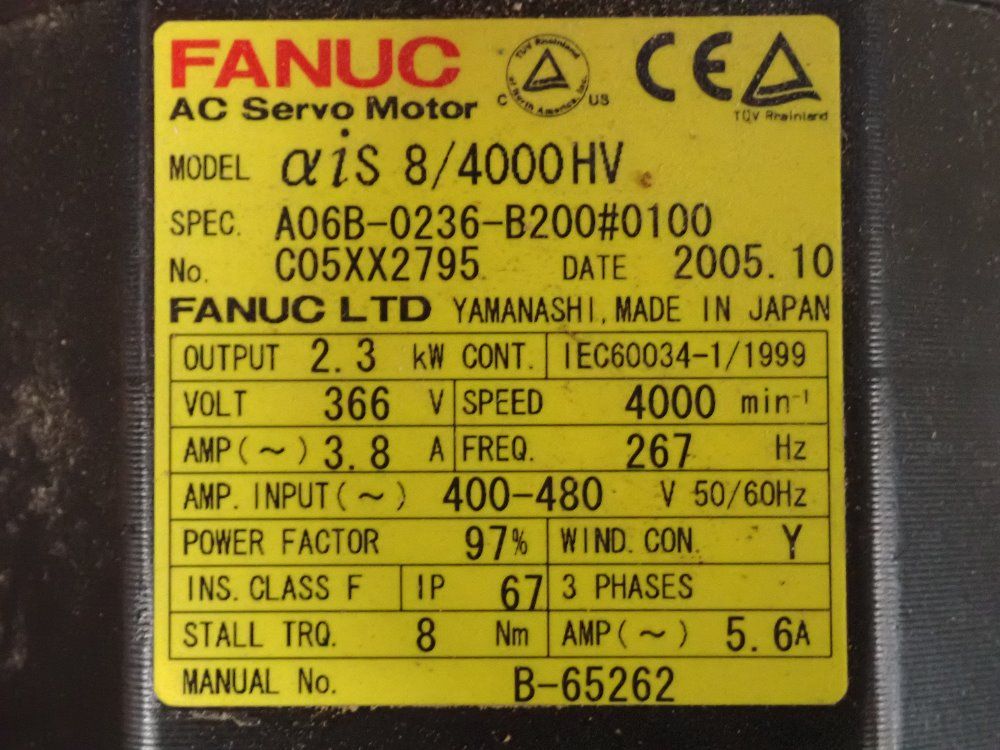 FANUC
AC Servo Motor
TÜV Rheinland
of North America, Inc.
C US
CE
TÜV Rheinland
MODEL αiS 8/4000HV
SPEC. A06B-0236-B200#0100
No. C05XX2795 DATE 2005.10
FANUC LTD YAMANASHI, MADE IN JAPAN
OUTPUT 2.3 kW CONT. IEC60034-1/1999
VOLT 366 V SPEED 4000 min⁻¹
AMP(~) 3.8 A FREQ. 267 Hz
AMP. INPUT(~) 400-480 V 50/60Hz
POWER FACTOR 97% WIND. CON. Y
INS. CLASS F IP 67 3 PHASES
STALL TRQ. 8 Nm AMP(~) 5.6A
MANUAL No. B-65262